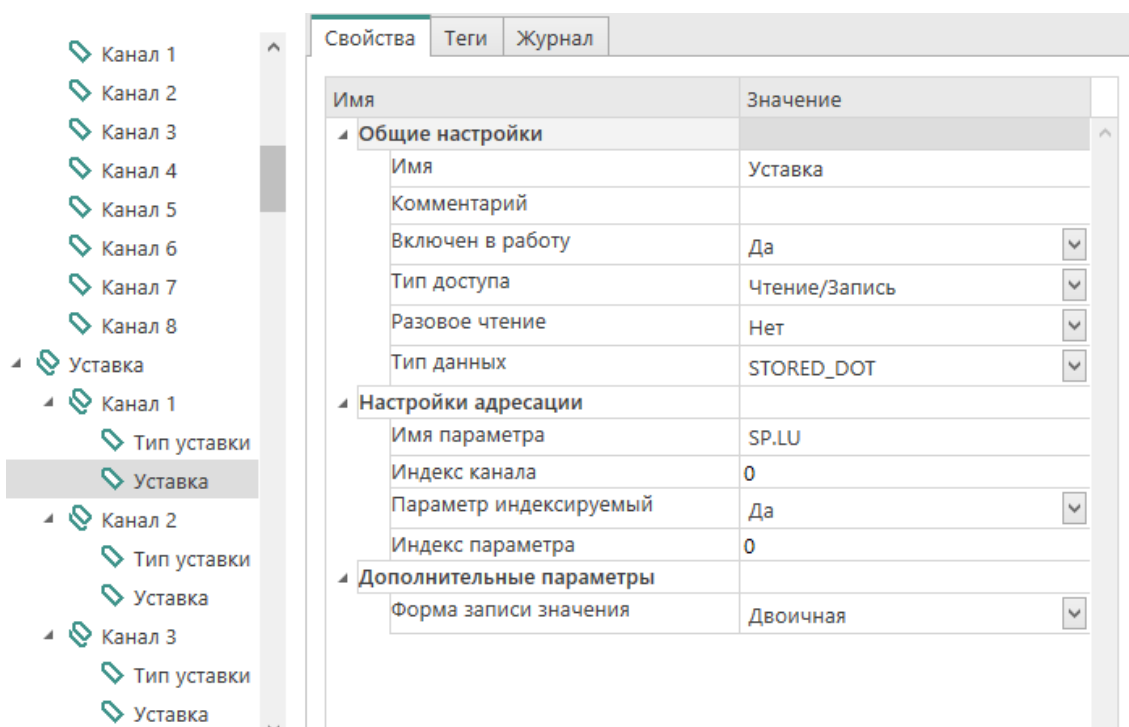 Канал 1
Канал 2
Канал 3
Канал 4
Канал 5
Канал 6
Канал 7
Канал 8
Уставка
Канал 1
Тип уставки
Уставка
Канал 2
Тип уставки
Уставка
Канал 3
Тип уставки
Уставка
Свойства Теги Журнал
Имя Значение
Общие настройки
Имя Уставка
Комментарий
Включен в работу Да
Тип доступа Чтение/Запись
Разовое чтение Нет
Тип данных STORED_DOT
Настройки адресации
Имя параметра SP.LU
Индекс канала 0
Параметр индексируемый Да
Индекс параметра 0
Дополнительные параметры
Форма записи значения Двоичная